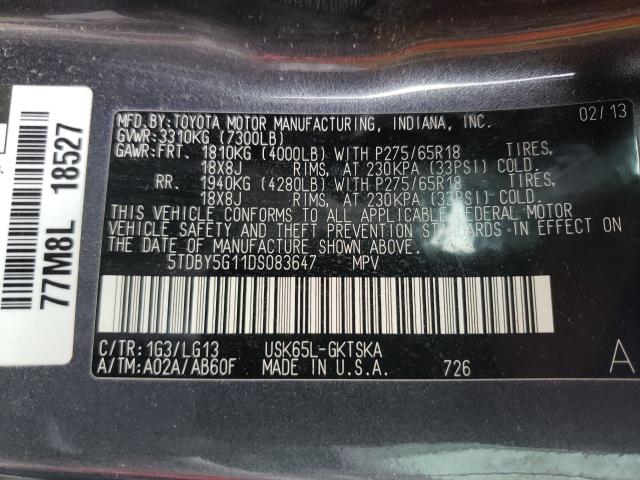 MFD.BY:TOYOTA MOTOR MANUFACTURING, INDIANA, INC. 02/13
GVWR:3310KG (7300LB)
GAWR:FRT. 1810KG (4000LB) WITH P275/65R18 TIRES,
18X8J RIMS, AT 230KPA (33PSI) COLD.
RR. 1940KG (4280LB) WITH P275/65R18 TIRES,
18X8J RIMS, AT 230KPA (33PSI) COLD.
THIS VEHICLE CONFORMS TO ALL APPLICABLE FEDERAL MOTOR
VEHICLE SAFETY AND THEFT PREVENTION STANDARDS IN EFFECT ON
THE DATE OF MANUFACTURE SHOWN ABOVE.
5TDBY5G11DS083647 MPV
C/TR:1G3/LG13 USK65L-GKTSKA
A/TM:A02A/AB60F MADE IN U.S.A. 726 A
77M8L 18527